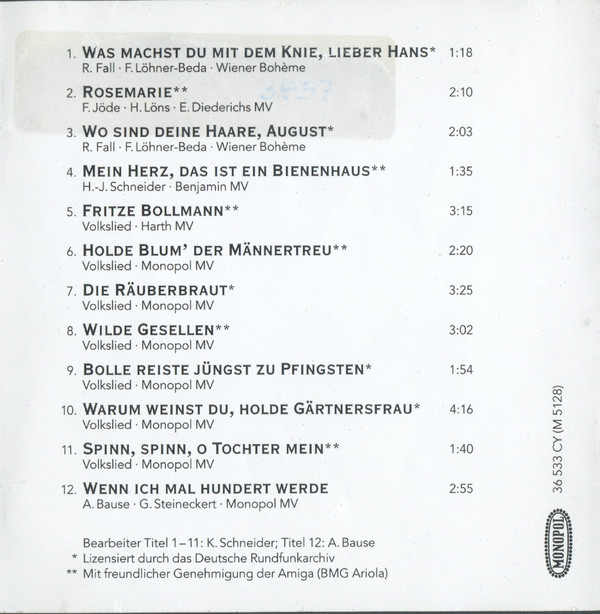 1. WAS MACHST DU MIT DEM KNIE, LIEBER HANS* 1:18
R. Fall · F. Löhner-Beda · Wiener Bohème
2. ROSEMARIE** 2:10
F. Jöde · H. Löns · E. Diederichs MV
3. WO SIND DEINE HAARE, AUGUST* 2:03
R. Fall · F. Löhner-Beda · Wiener Bohème
4. MEIN HERZ, DAS IST EIN BIENENHAUS** 1:35
H.-J. Schneider · Benjamin MV
5. FRITZE BOLLMANN** 3:15
Volkslied · Harth MV
6. HOLDE BLUM' DER MÄNNERTREU** 2:20
Volkslied · Monopol MV
7. DIE RÄUBERBRAUT* 3:25
Volkslied · Monopol MV
8. WILDE GESELLEN** 3:02
Volkslied · Monopol MV
9. BOLLE REISTE JÜNGST ZU PFINGSTEN* 1:54
Volkslied · Monopol MV
10. WARUM WEINST DU, HOLDE GÄRTNERSFRAU* 4:16
Volkslied · Monopol MV
11. SPINN, SPINN, O TOCHTER MEIN** 1:40
Volkslied · Monopol MV
12. WENN ICH MAL HUNDERT WERDE 2:55
A. Bause · G. Steineckert · Monopol MV
Bearbeiter Titel 1–11: K. Schneider; Titel 12: A. Bause
* Lizensiert durch das Deutsche Rundfunkarchiv
** Mit freundlicher Genehmigung der Amiga (BMG Ariola)
36 533 CY (M 5128)
MONOPOL